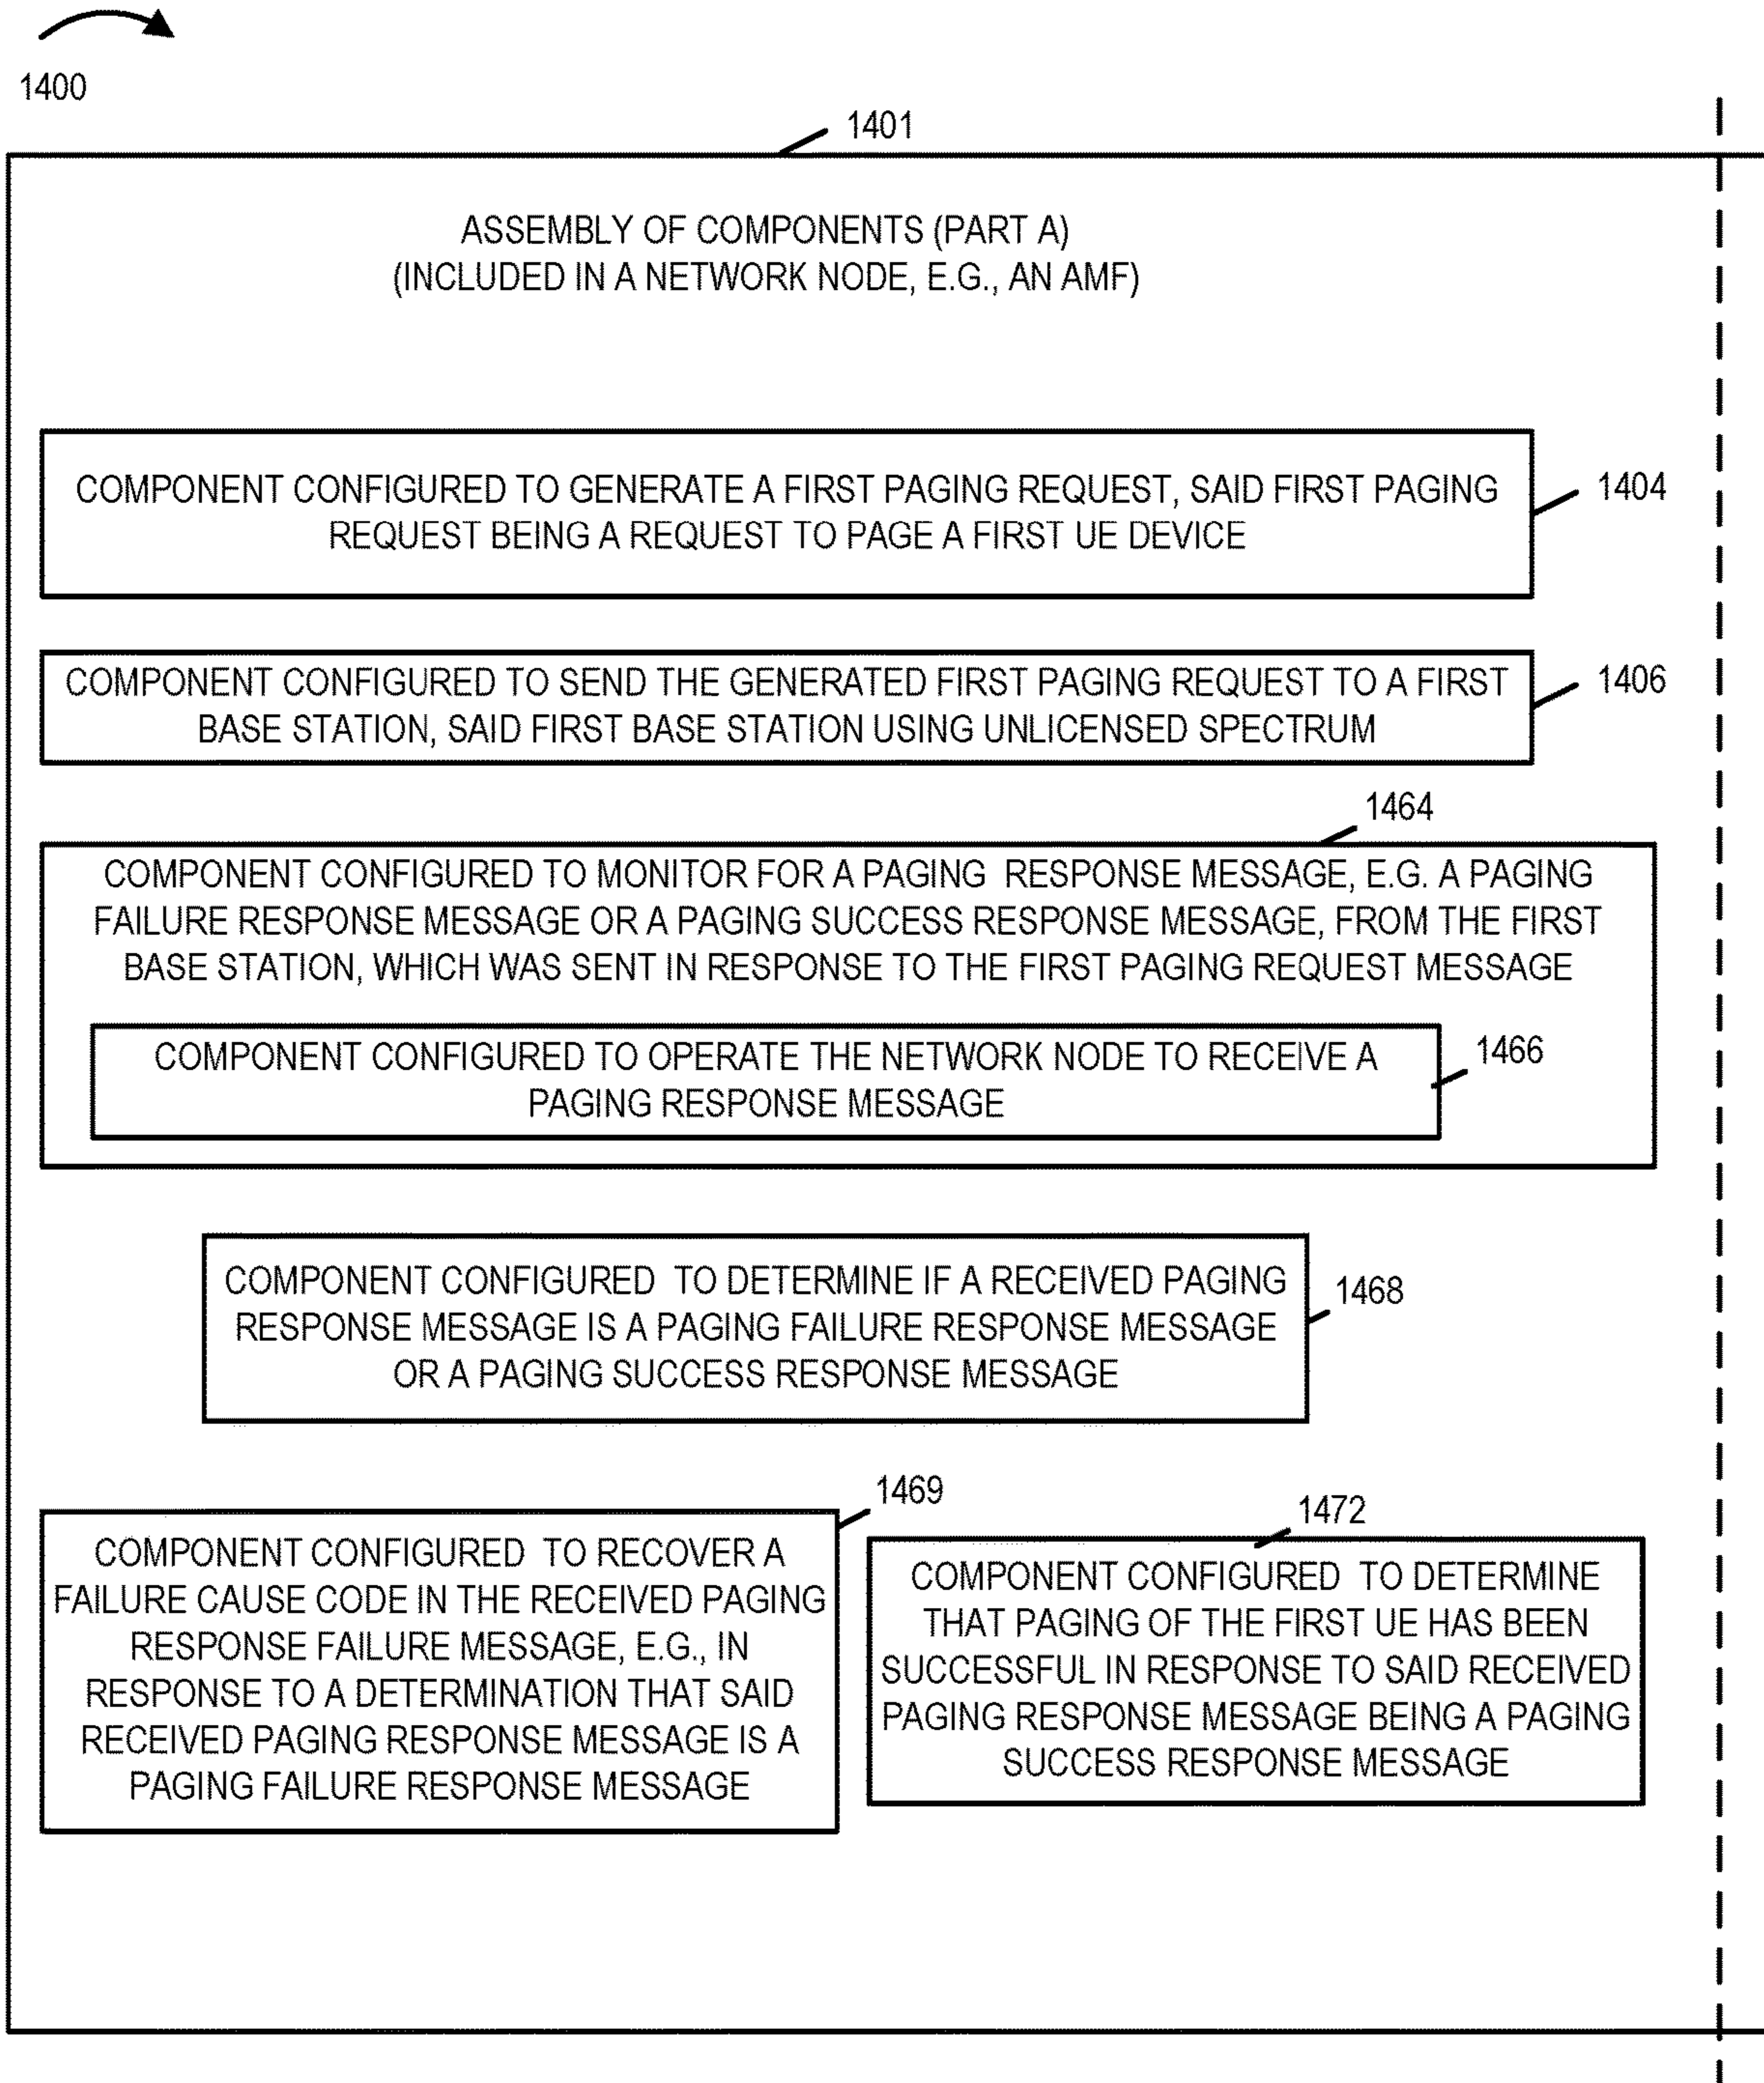 1400
1401
ASSEMBLY OF COMPONENTS (PART A)
(INCLUDED IN A NETWORK NODE, E.G., AN AMF)
COMPONENT CONFIGURED TO GENERATE A FIRST PAGING REQUEST, SAID FIRST PAGING
REQUEST BEING A REQUEST TO PAGE A FIRST UE DEVICE
1404
COMPONENT CONFIGURED TO SEND THE GENERATED FIRST PAGING REQUEST TO A FIRST
BASE STATION, SAID FIRST BASE STATION USING UNLICENSED SPECTRUM
1406
1464
COMPONENT CONFIGURED TO MONITOR FOR A PAGING RESPONSE MESSAGE, E.G. A PAGING
FAILURE RESPONSE MESSAGE OR A PAGING SUCCESS RESPONSE MESSAGE, FROM THE FIRST
BASE STATION, WHICH WAS SENT IN RESPONSE TO THE FIRST PAGING REQUEST MESSAGE
COMPONENT CONFIGURED TO OPERATE THE NETWORK NODE TO RECEIVE A
PAGING RESPONSE MESSAGE
1466
COMPONENT CONFIGURED TO DETERMINE IF A RECEIVED PAGING
RESPONSE MESSAGE IS A PAGING FAILURE RESPONSE MESSAGE
OR A PAGING SUCCESS RESPONSE MESSAGE
1468
1469
COMPONENT CONFIGURED TO RECOVER A
FAILURE CAUSE CODE IN THE RECEIVED PAGING
RESPONSE FAILURE MESSAGE, E.G., IN
RESPONSE TO A DETERMINATION THAT SAID
RECEIVED PAGING RESPONSE MESSAGE IS A
PAGING FAILURE RESPONSE MESSAGE
1472
COMPONENT CONFIGURED TO DETERMINE
THAT PAGING OF THE FIRST UE HAS BEEN
SUCCESSFUL IN RESPONSE TO SAID RECEIVED
PAGING RESPONSE MESSAGE BEING A PAGING
SUCCESS RESPONSE MESSAGE